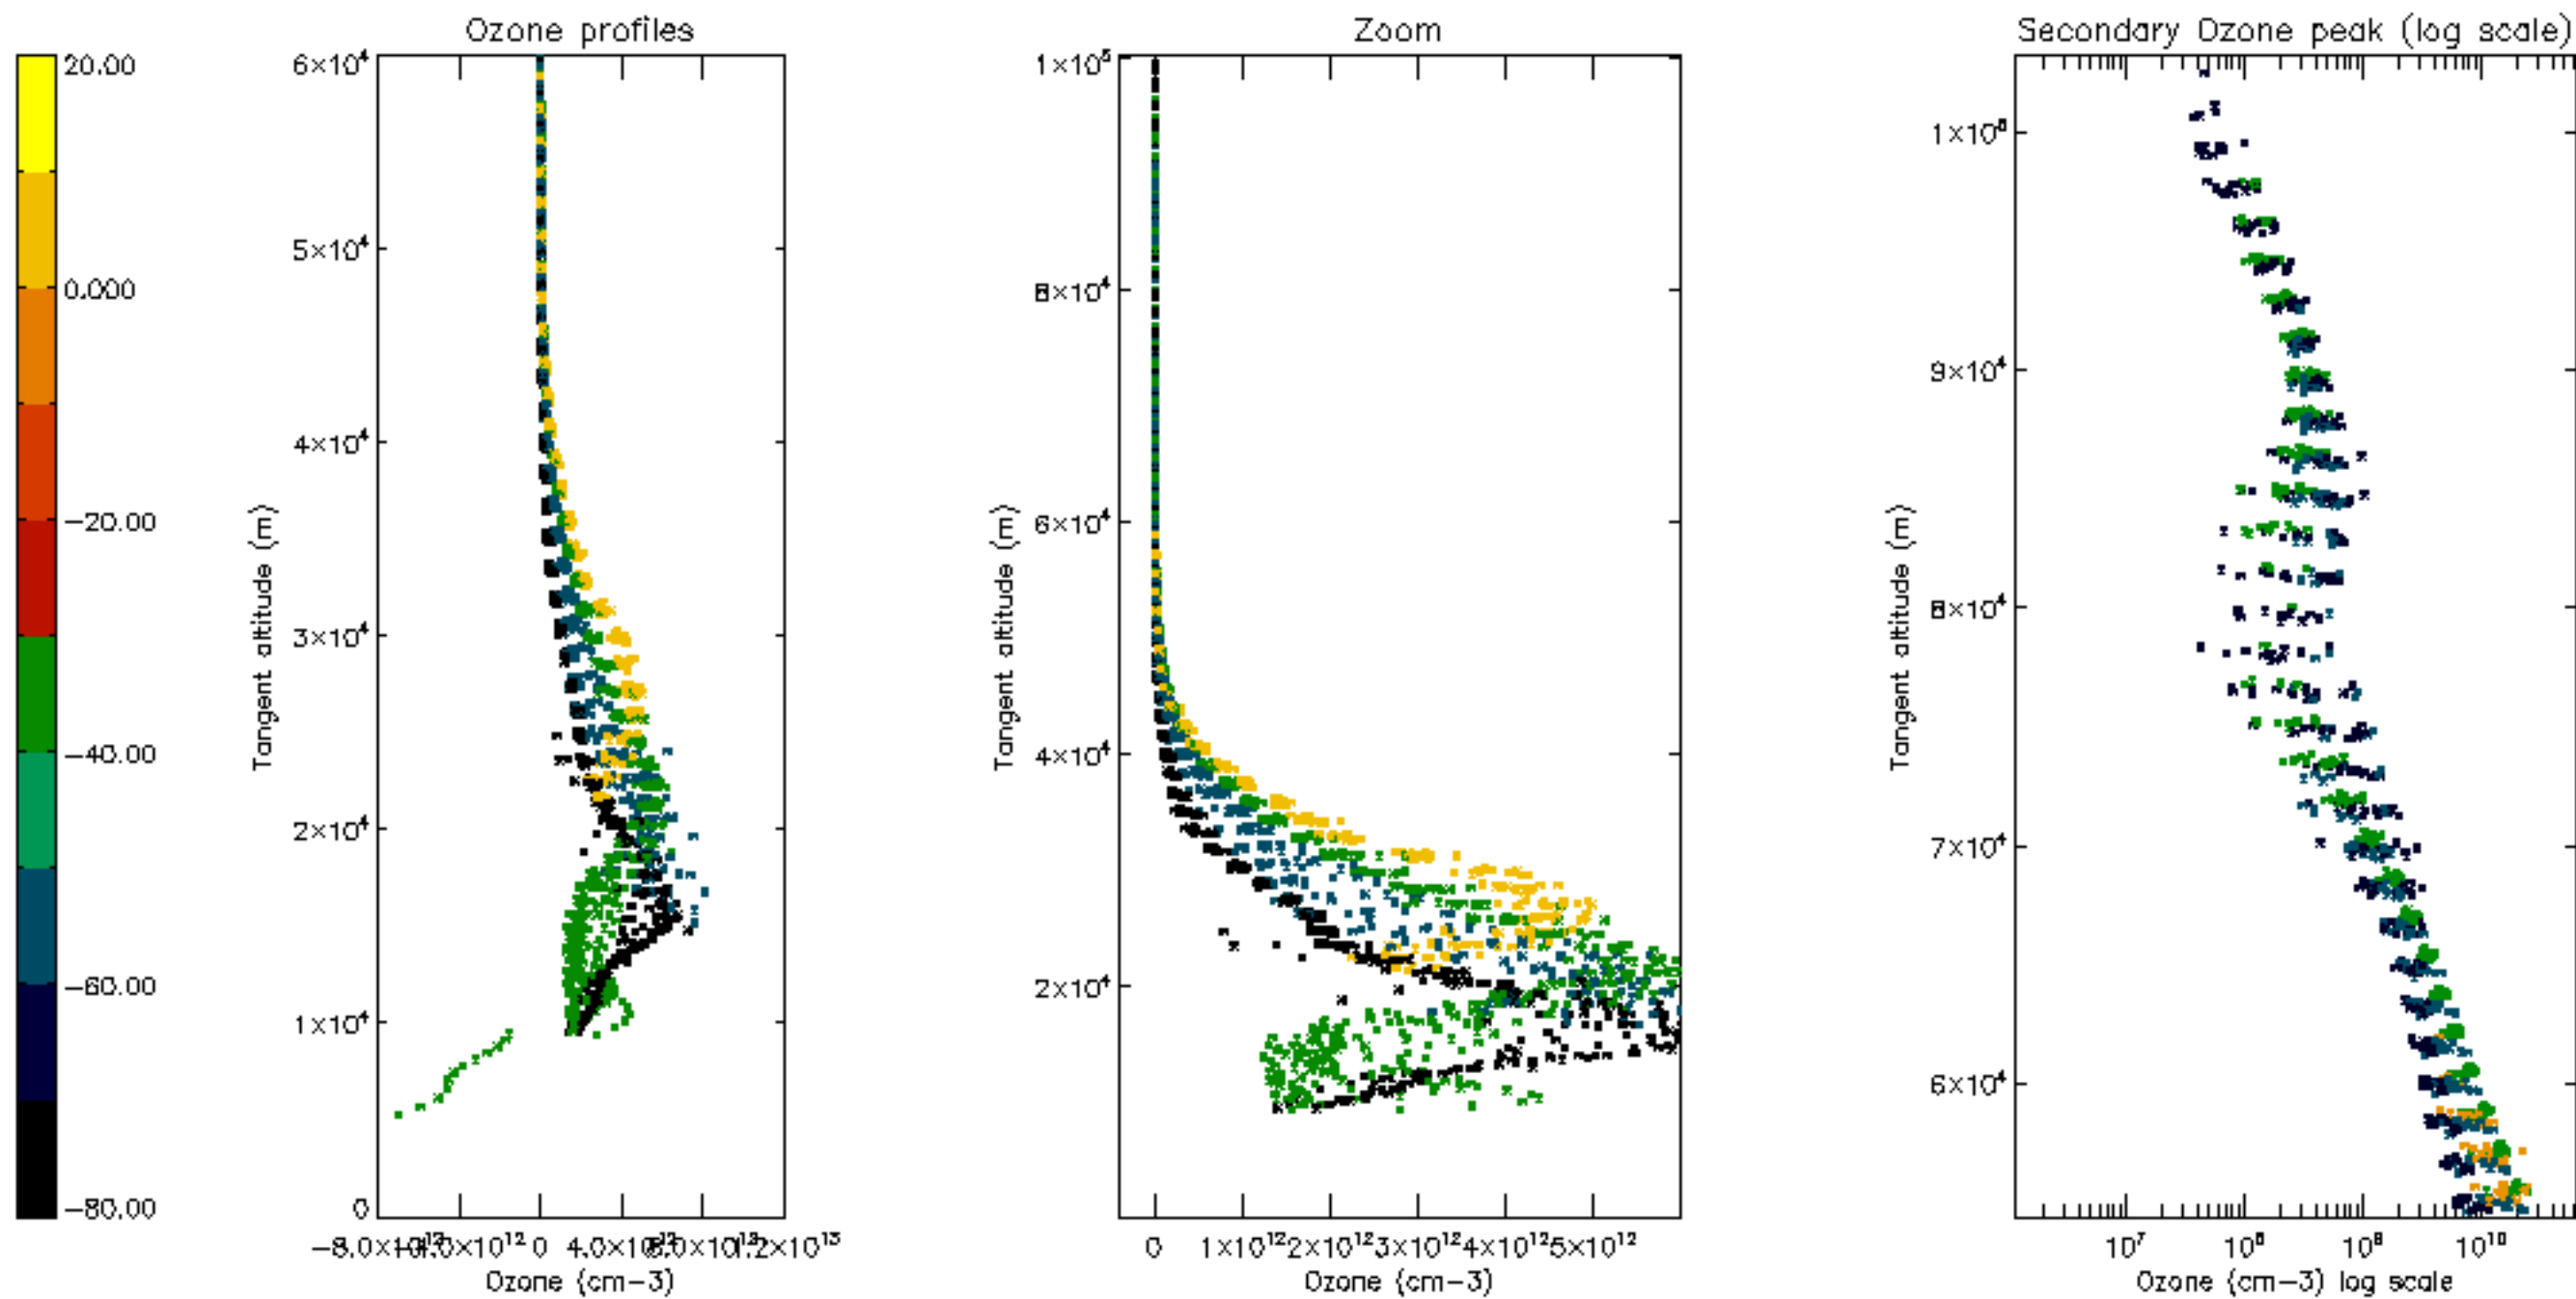 Ozone profiles
Zoom
Secondary Ozone peak (log scale)
20.00
0.000
−20.00
−40.00
−60.00
−80.00
6×10⁴
5×10⁴
4×10⁴
3×10⁴
2×10⁴
1×10⁴
0
Tangent altitude (m)
0
Ozone (cm−3)
1×10⁵
8×10⁴
6×10⁴
4×10⁴
2×10⁴
Tangent altitude (m)
0 1×10¹² 2×10¹² 3×10¹² 4×10¹² 5×10¹²
Ozone (cm−3)
9×10⁴
8×10⁴
7×10⁴
6×10⁴
Tangent altitude (m)
10⁷ 10⁸ 10⁹ 10¹⁰
Ozone (cm−3) log scale